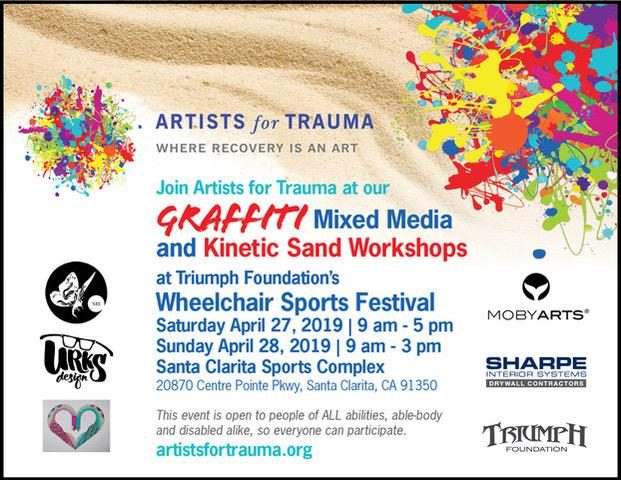 ARTISTS for TRAUMA
WHERE RECOVERY IS AN ART
Join Artists for Trauma at our
GRAFFITI Mixed Media
and Kinetic Sand Workshops
at Triumph Foundation's
Wheelchair Sports Festival
Saturday April 27, 2019 | 9 am - 5 pm
Sunday April 28, 2019 | 9 am - 3 pm
Santa Clarita Sports Complex
20870 Centre Pointe Pkwy, Santa Clarita, CA 91350
This event is open to people of ALL abilities, able-body
and disabled alike, so everyone can participate.
artistsfortrauma.org
URKS
design
MOBYARTS®
SHARPE
INTERIOR SYSTEMS
DRYWALL CONTRACTORS
TRIUMPH
FOUNDATION